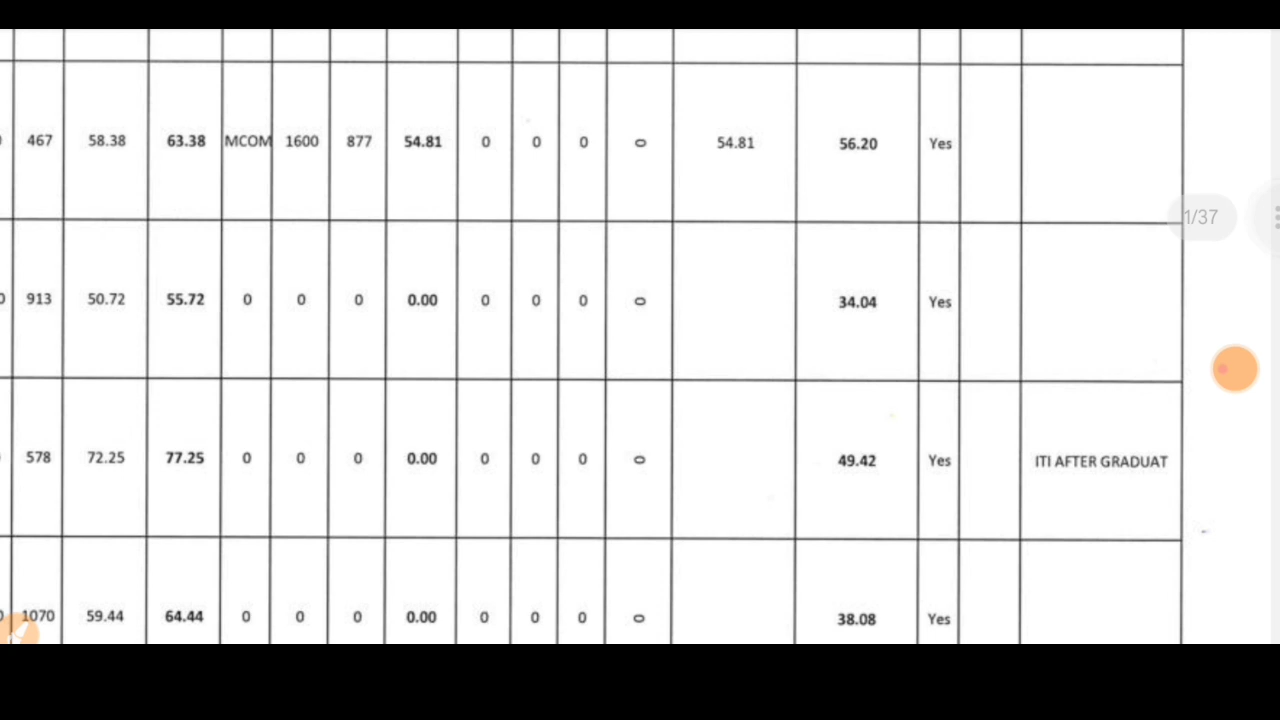 467 58.38 63.38 MCOM 1600 877 54.81 0 0 0 0 54.81 56.20 Yes
1/37
913 50.72 55.72 0 0 0 0.00 0 0 0 0 34.04 Yes
578 72.25 77.25 0 0 0 0.00 0 0 0 0 49.42 Yes ITI AFTER GRADUAT
1070 59.44 64.44 0 0 0 0.00 0 0 0 0 38.08 Yes